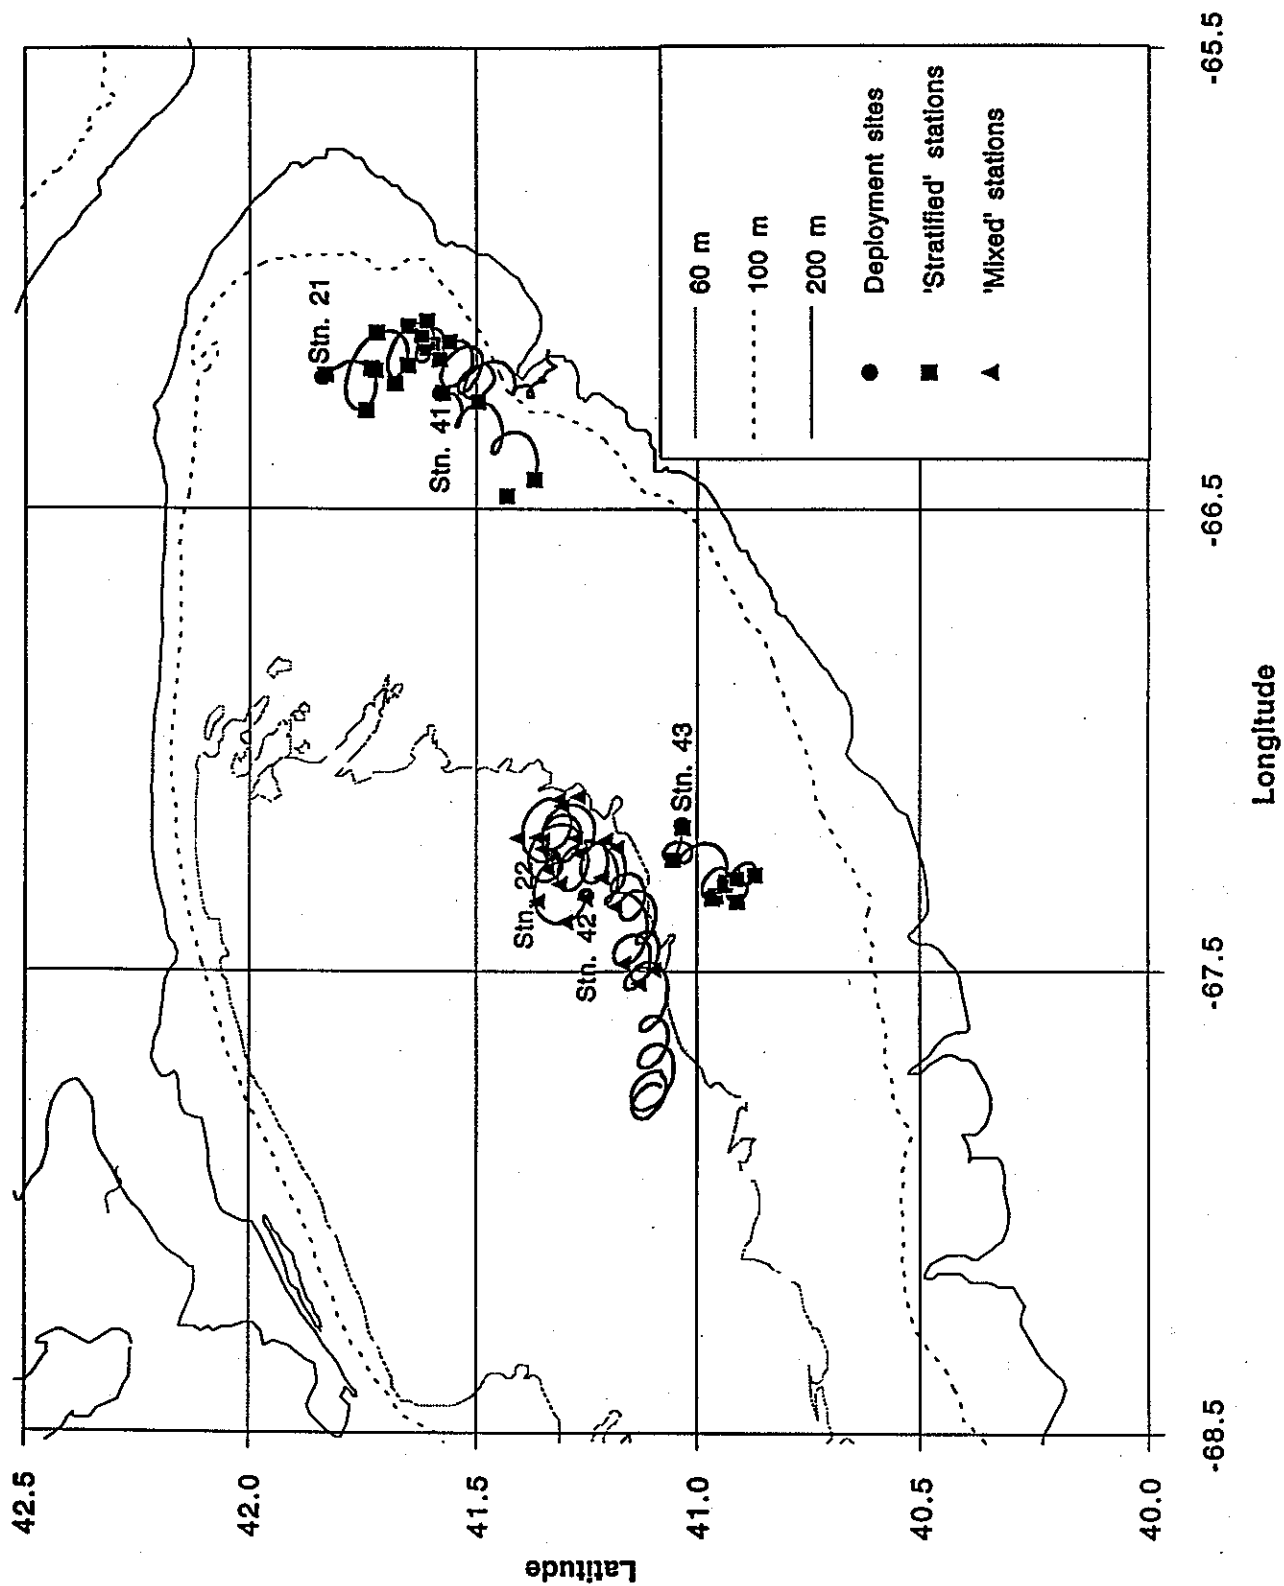 42.5
42.0
41.5
41.0
40.5
40.0
Latitude
-68.5
-67.5
-66.5
-65.5
Longitude
Stn. 21
Stn. 41
Stn. 22
Stn. 42
Stn. 43
60 m
100 m
200 m
Deployment sites
'Stratified' stations
'Mixed' stations